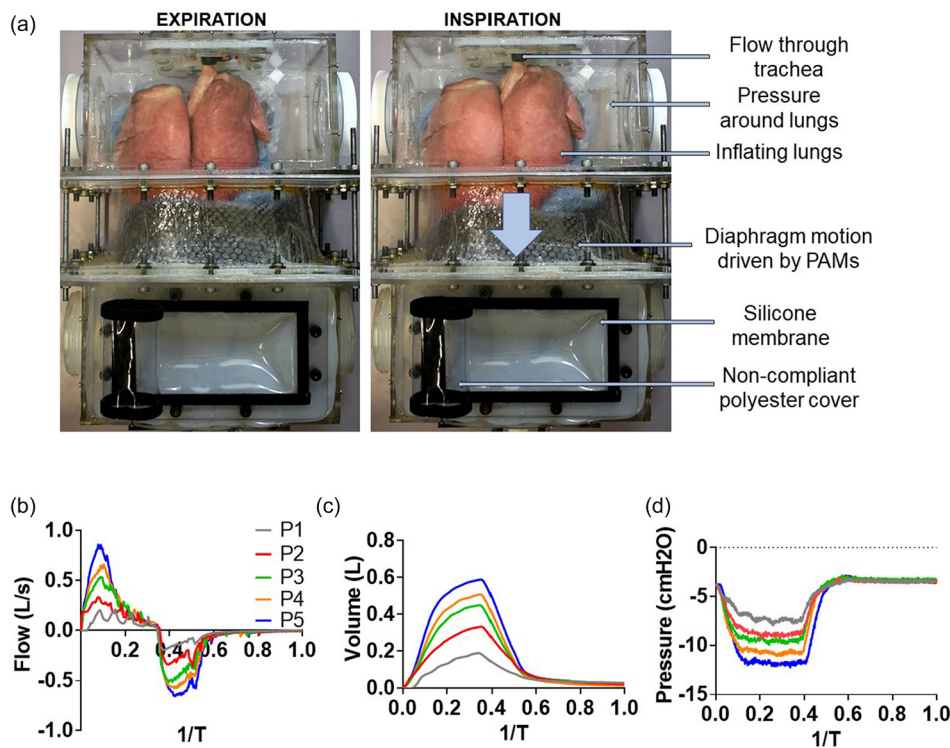 (a)
EXPIRATION
INSPIRATION
Flow through
trachea
Pressure
around lungs
Inflating lungs
Diaphragm motion
driven by PAMs
Silicone
membrane
Non-compliant
polyester cover
(b)
1.0
0.5
0.0
-0.5
-1.0
Flow (L/s)
0.2
0.4
0.6
0.8
1.0
1/T
P1
P2
P3
P4
P5
(c)
0.8
0.6
0.4
0.2
0.0
Volume (L)
0.0
0.2
0.4
0.6
0.8
1.0
1/T
(d)
0
-5
-10
-15
Pressure (cmH2O)
0.0
0.2
0.4
0.6
0.8
1.0
1/T